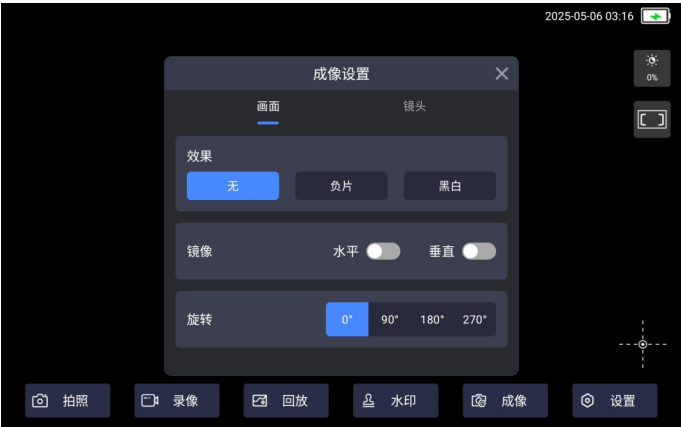 2025-05-06 03:16
0%
成像设置
画面 镜头
效果
无 负片 黑白
镜像 水平 垂直
旋转 0° 90° 180° 270°
拍照 录像 回放 水印 成像 设置